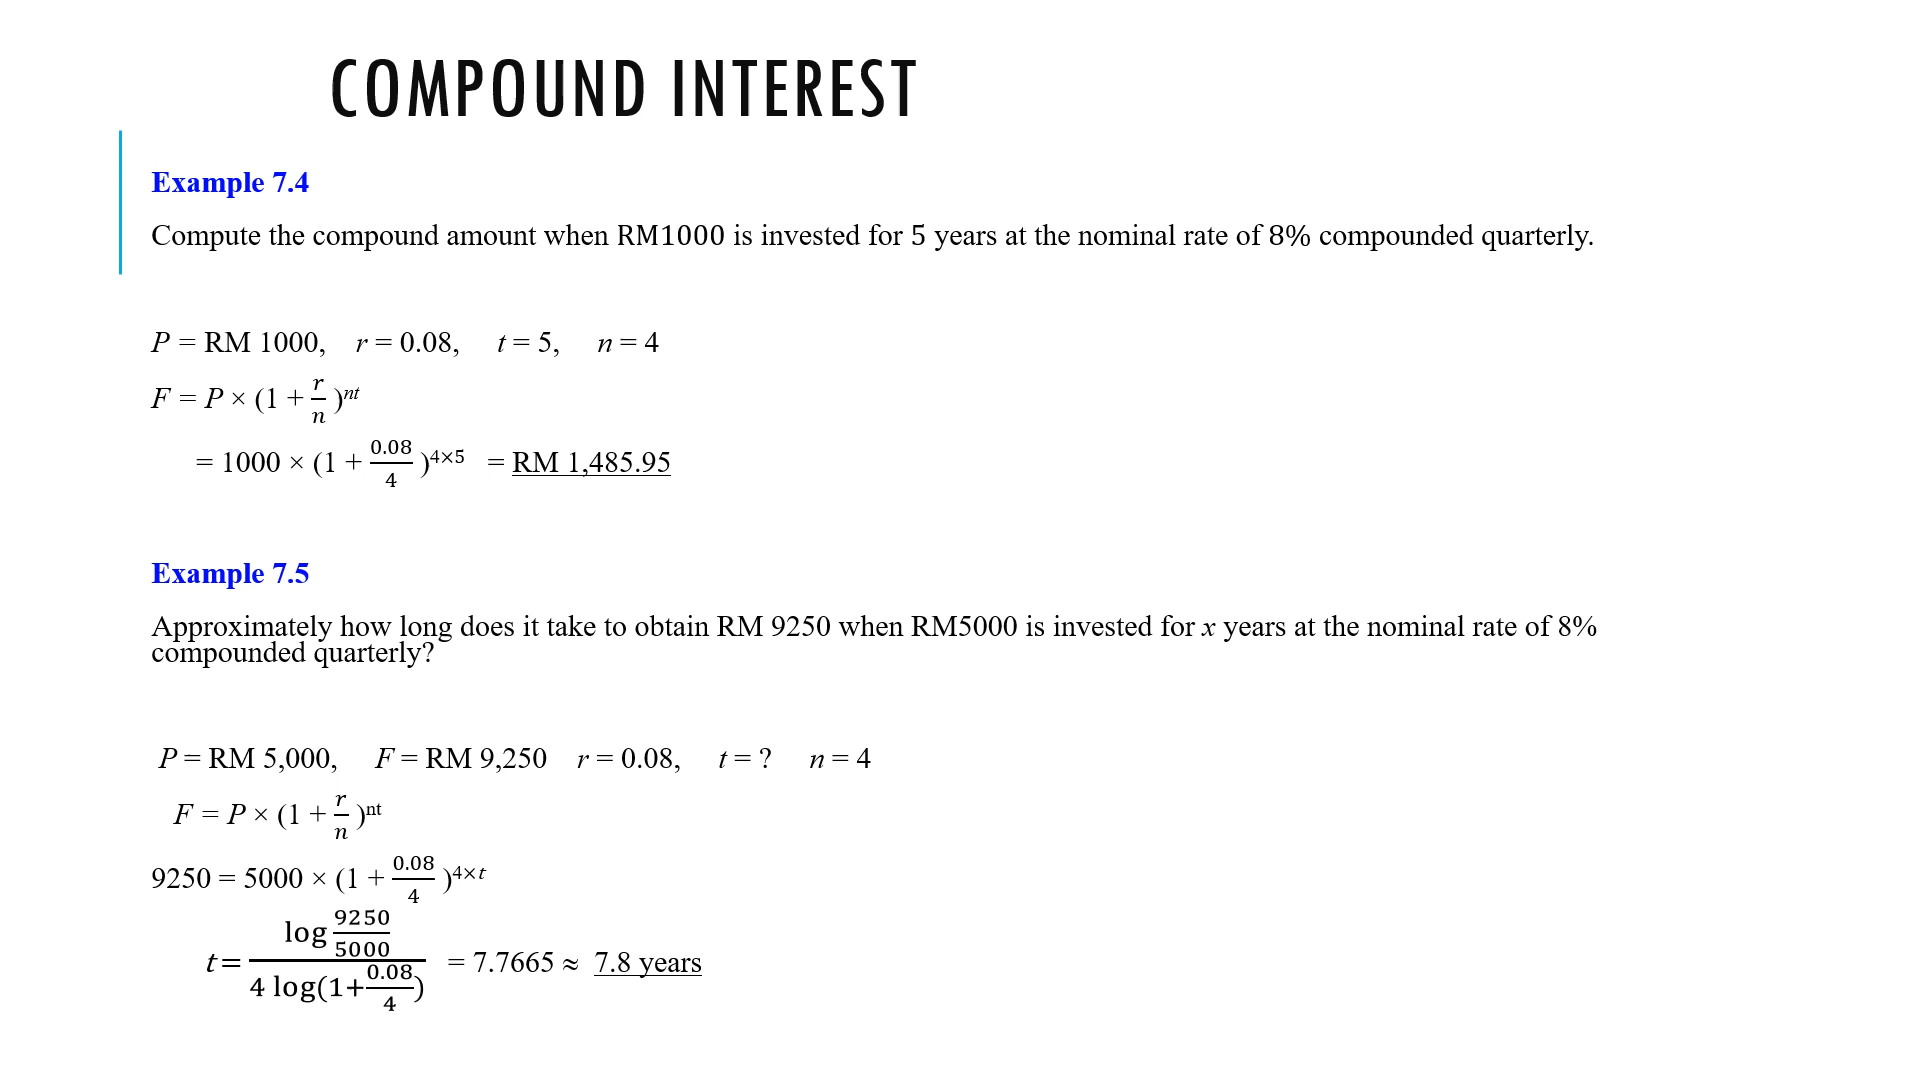 COMPOUND INTEREST
Example 7.4
Compute the compound amount when RM1000 is invested for 5 years at the nominal rate of 8% compounded quarterly.
P = RM 1000, r = 0.08, t = 5, n = 4
F = P × (1 + r/n )^nt
= 1000 × (1 + 0.08/4 )^4×5 = RM 1,485.95
Example 7.5
Approximately how long does it take to obtain RM 9250 when RM5000 is invested for x years at the nominal rate of 8%
compounded quarterly?
P = RM 5,000, F = RM 9,250 r = 0.08, t = ? n = 4
F = P × (1 + r/n )^nt
9250 = 5000 × (1 + 0.08/4 )^4×t
t = log 9250/5000 / 4 log(1+0.08/4) = 7.7665 ≈ 7.8 years